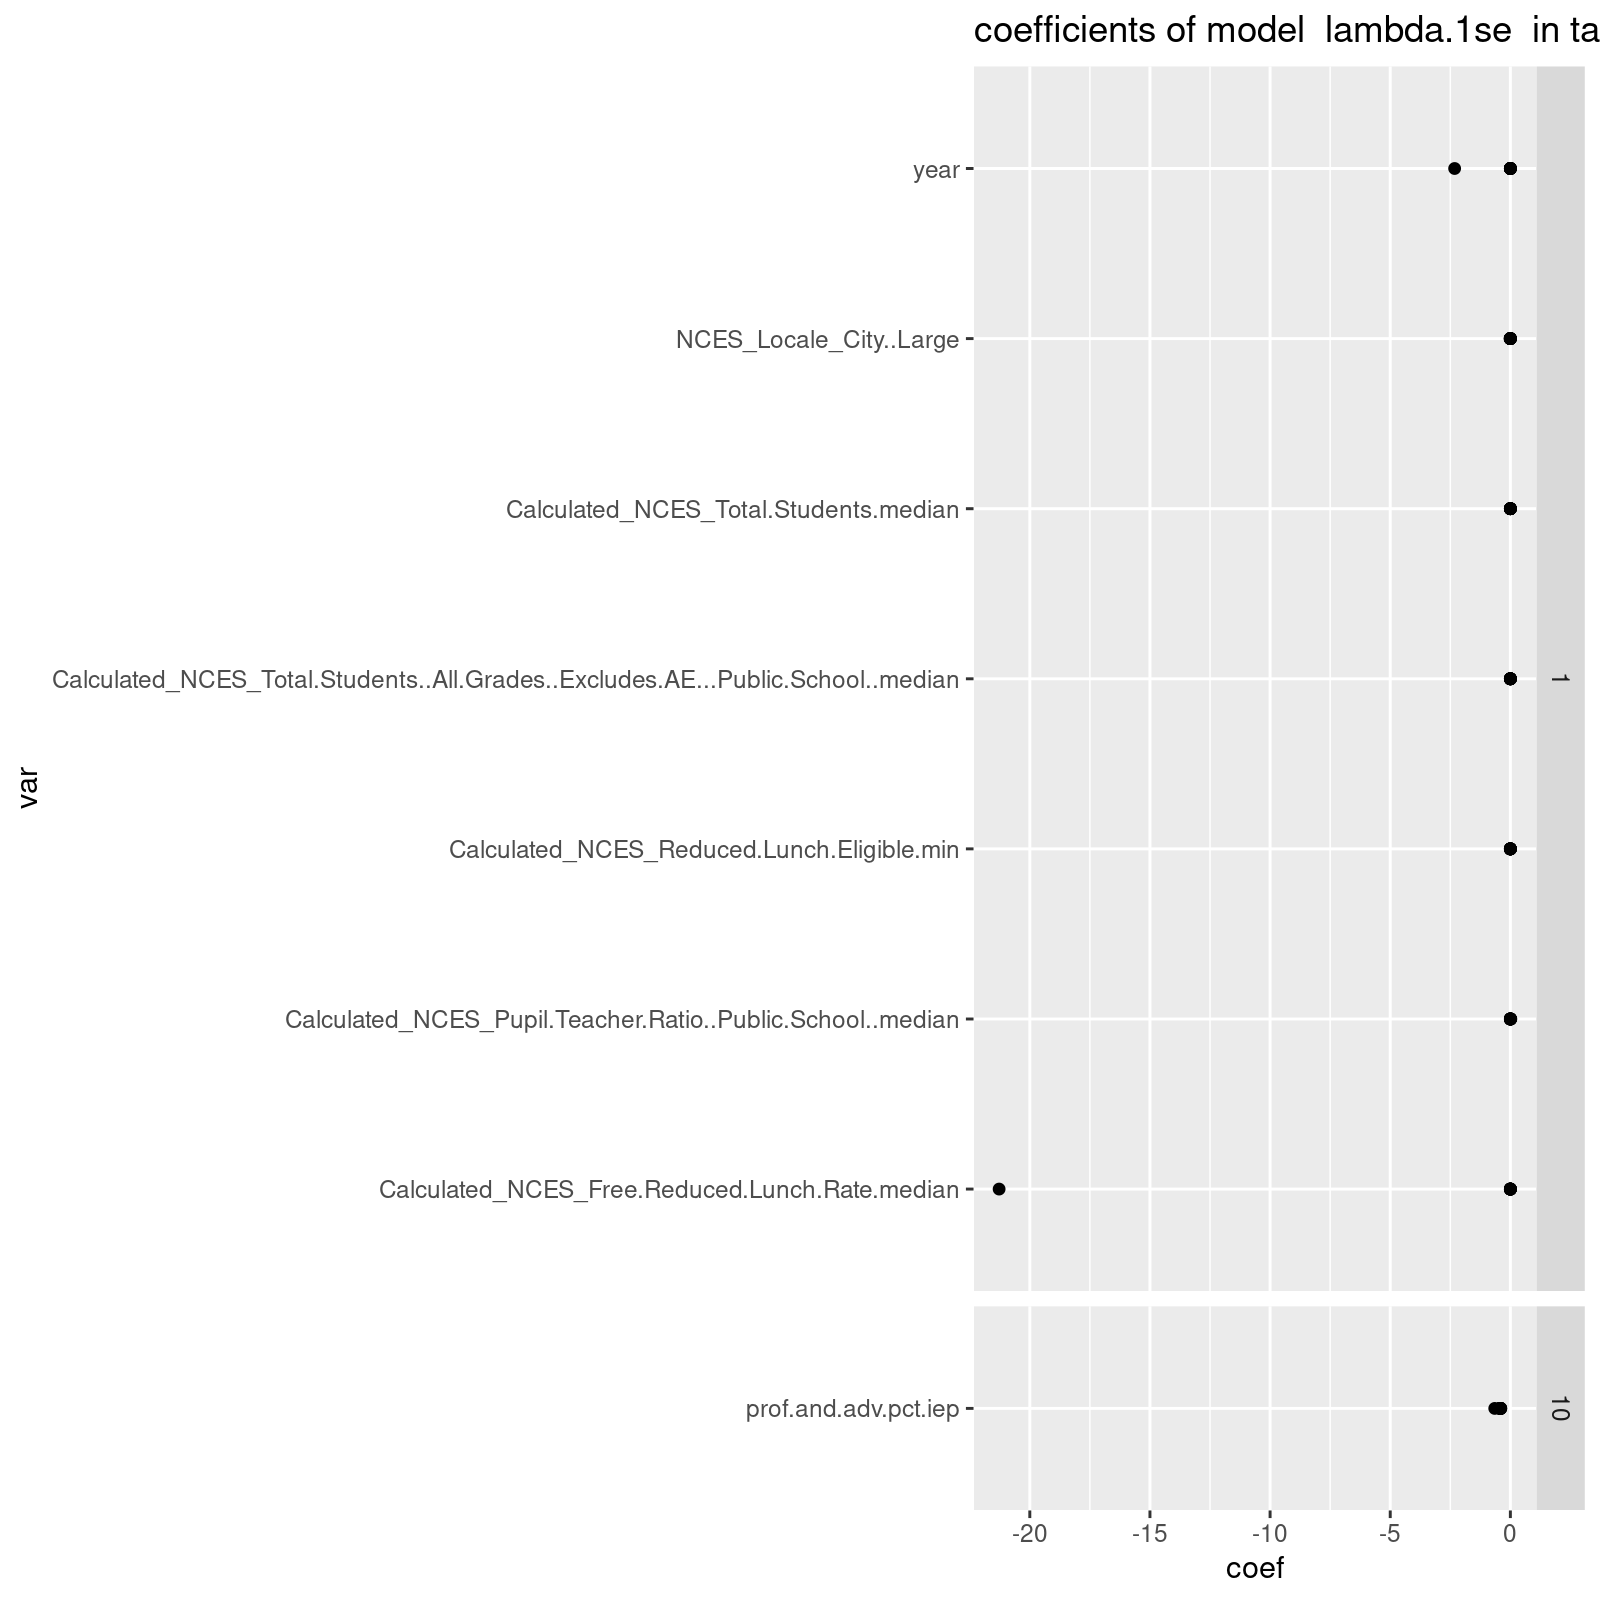 coefficients of model  lambda.1se  in ta
year
NCES_Locale_City..Large
Calculated_NCES_Total.Students.median
Calculated_NCES_Total.Students..All.Grades..Excludes.AE...Public.School..median
1
var
Calculated_NCES_Reduced.Lunch.Eligible.min
Calculated_NCES_Pupil.Teacher.Ratio..Public.School..median
Calculated_NCES_Free.Reduced.Lunch.Rate.median
prof.and.adv.pct.iep
10
-20 -15 -10 -5 0
coef